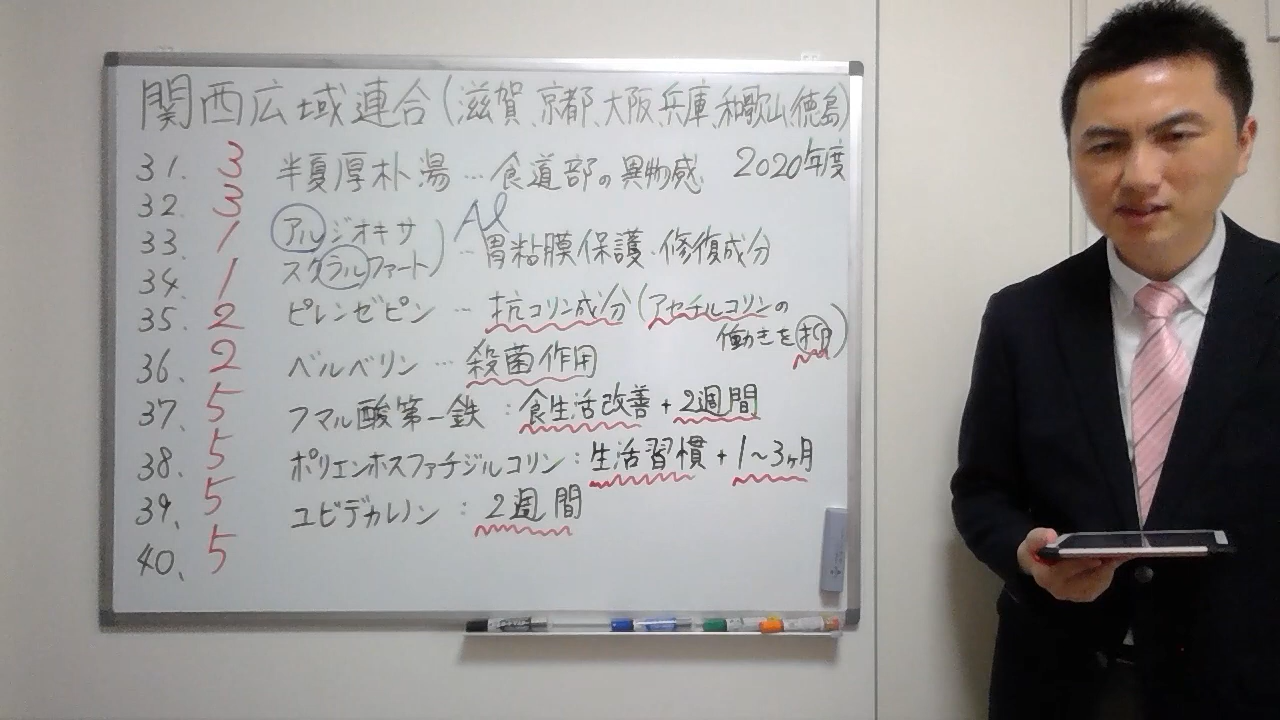 関西広域連合(滋賀、京都、大阪、兵庫、和歌山、徳島)
2020年度
31. 3 半夏厚朴湯 … 食道部の異物感
32. 3
アルジオキサ
33. 1
スクラルファート) … 胃粘膜保護・修復成分
Al
34. 1
35. 2 ピレンゼピン … 抗コリン成分(アセチルコリンの
働きを抑)
36. 2 ベルベリン … 殺菌作用
37. 5 フマル酸第一鉄:食生活改善+2週間
38. 5 ポリエンホスファチジルコリン:生活習慣+1~3ヶ月
39. 5 ユビデカレノン:2週間
40. 5